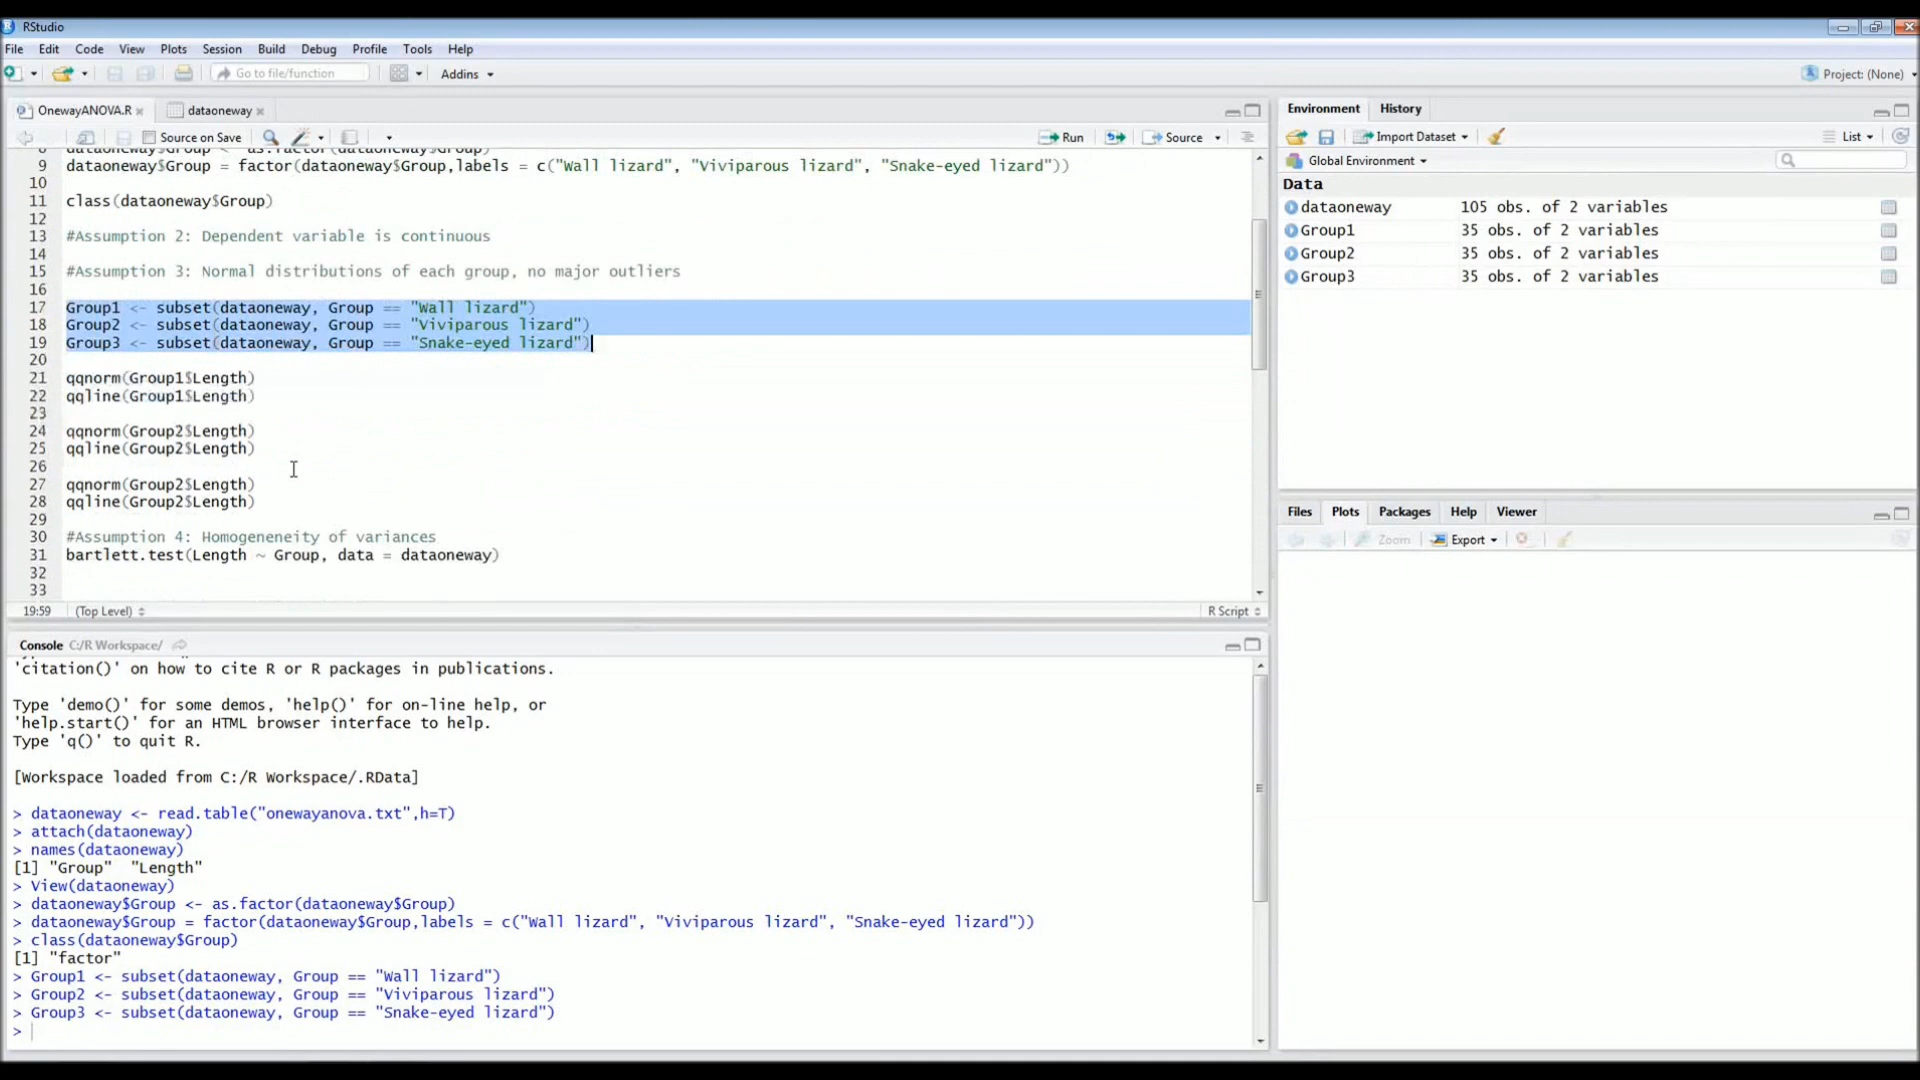 RStudio
File Edit Code View Plots Session Build Debug Profile Tools Help
Go to file/function Addins Project: (None)
OnewayANOVA.R dataoneway
Source on Save Run Source
8 dataoneway$Group <- as.factor(dataoneway$Group)
9 dataoneway$Group = factor(dataoneway$Group,labels = c("Wall lizard", "Viviparous lizard", "Snake-eyed lizard"))
10
11 class(dataoneway$Group)
12
13 #Assumption 2: Dependent variable is continuous
14
15 #Assumption 3: Normal distributions of each group, no major outliers
16
17 Group1 <- subset(dataoneway, Group == "Wall lizard")
18 Group2 <- subset(dataoneway, Group == "Viviparous lizard")
19 Group3 <- subset(dataoneway, Group == "Snake-eyed lizard")
20
21 qqnorm(Group1$Length)
22 qqline(Group1$Length)
23
24 qqnorm(Group2$Length)
25 qqline(Group2$Length)
26
27 qqnorm(Group2$Length)
28 qqline(Group2$Length)
29
30 #Assumption 4: Homogeneneity of variances
31 bartlett.test(Length ~ Group, data = dataoneway)
32
33
19:59 (Top Level) R Script
Console C:/R Workspace/
'citation()' on how to cite R or R packages in publications.
Type 'demo()' for some demos, 'help()' for on-line help, or
'help.start()' for an HTML browser interface to help.
Type 'q()' to quit R.
[Workspace loaded from C:/R Workspace/.RData]
> dataoneway <- read.table("onewayanova.txt",h=T)
> attach(dataoneway)
> names(dataoneway)
[1] "Group" "Length"
> View(dataoneway)
> dataoneway$Group <- as.factor(dataoneway$Group)
> dataoneway$Group = factor(dataoneway$Group,labels = c("Wall lizard", "Viviparous lizard", "Snake-eyed lizard"))
> class(dataoneway$Group)
[1] "factor"
> Group1 <- subset(dataoneway, Group == "Wall lizard")
> Group2 <- subset(dataoneway, Group == "Viviparous lizard")
> Group3 <- subset(dataoneway, Group == "Snake-eyed lizard")
>
Environment History
Import Dataset List
Global Environment
Data
dataoneway 105 obs. of 2 variables
Group1 35 obs. of 2 variables
Group2 35 obs. of 2 variables
Group3 35 obs. of 2 variables
Files Plots Packages Help Viewer
Zoom Export